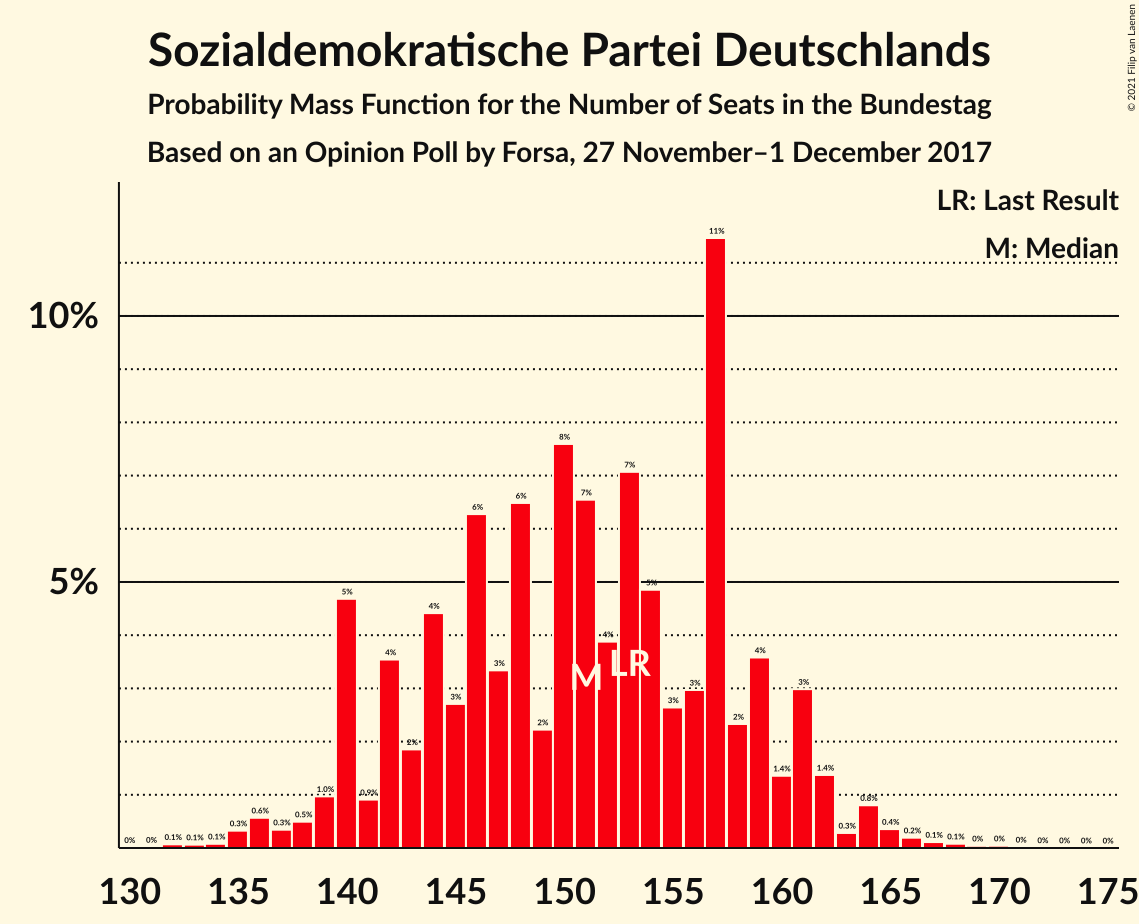 Sozialdemokratische Partei Deutschlands
Probability Mass Function for the Number of Seats in the Bundestag
Based on an Opinion Poll by Forsa, 27 November–1 December 2017
© 2021 Filip van Laenen
LR: Last Result
M: Median
10%
5%
0% 0% 0.1% 0.1% 0.1% 0.3% 0.6% 0.3% 0.5% 1.0% 5% 0.9% 4% 2% 4% 3% 6% 3% 6% 2% 8% 7% 4% 7% 5% 3% 3% 11% 2% 4% 1.4% 3% 1.4% 0.3% 0.8% 0.4% 0.2% 0.1% 0.1% 0% 0% 0% 0% 0% 0% 0%
M LR
130 135 140 145 150 155 160 165 170 175